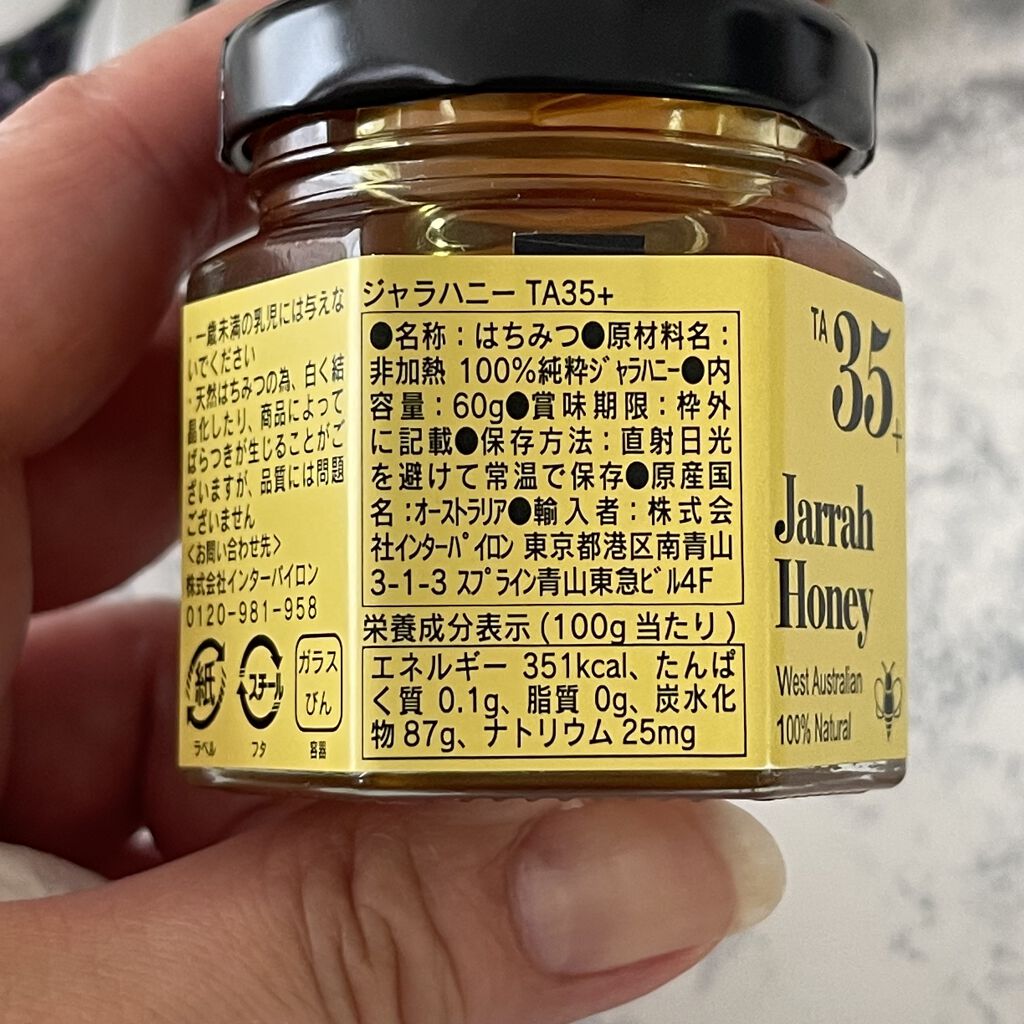 ・一歳未満の乳児には与えな
いでください
・天然はちみつの為、白く結
晶化したり、商品によって
ばらつきが生じることがご
ざいますが、品質には問題
ございません
<お問い合わせ先>
株式会社インターパイロン
0120-981-958
紙
ラベル
スチール
フタ
ガラス
びん
容器
ジャラハニー TA35+
●名称：はちみつ●原材料名：
非加熱 100%純粋ｼﾞｬﾗﾊﾆｰ●内
容量：60g●賞味期限：枠外
に記載●保存方法：直射日光
を避けて常温で保存●原産国
名：オーストラリア●輸入者：株式会
社ｲﾝﾀｰﾊﾟｲﾛﾝ 東京都港区南青山
3-1-3 ｽﾌﾟﾗｲﾝ青山東急ﾋﾞﾙ4F
栄養成分表示 (100g 当たり)
エネルギー 351kcal、たんぱ
く質 0.1g、脂質 0g、炭水化
物 87g、ナトリウム 25mg
TA
35+
Jarrah
Honey
West Australian
100% Natural